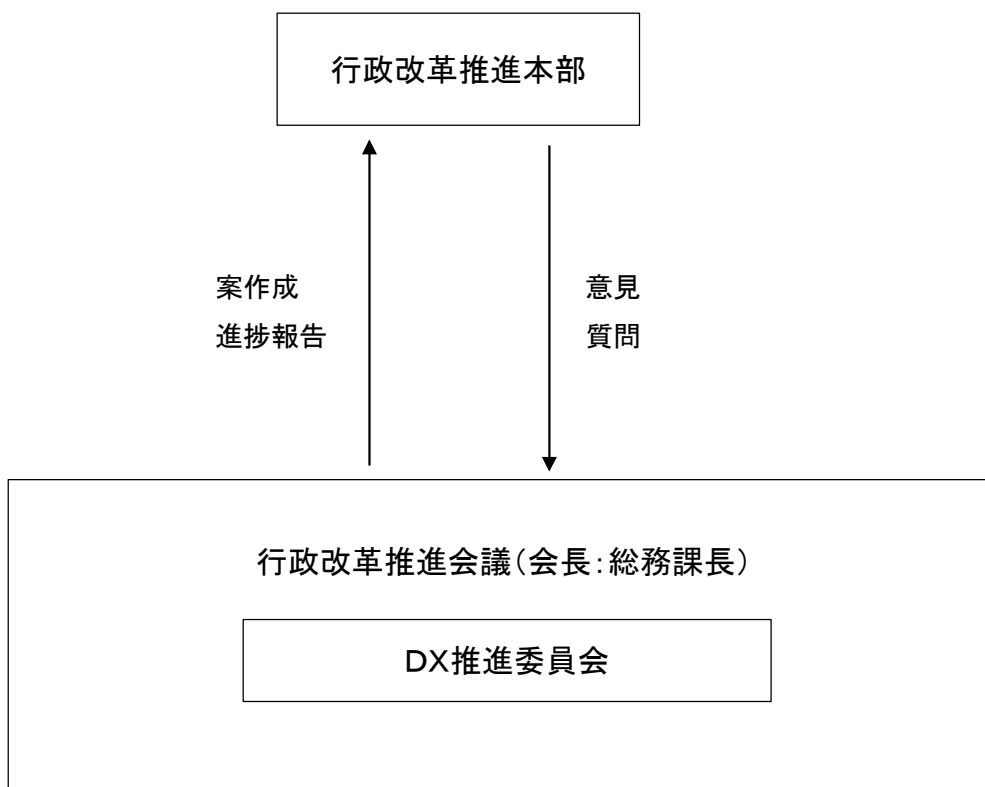 行政改革推進本部
案作成
進捗報告
意見
質問
行政改革推進会議（会長：総務課長）
DX推進委員会